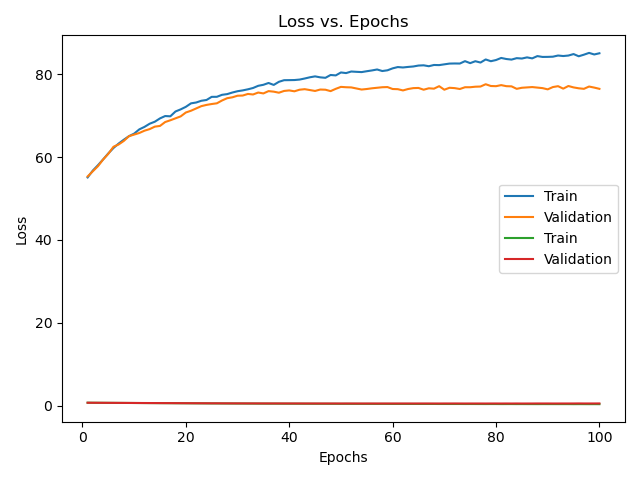 Loss vs. Epochs
Loss
80
60
40
20
0
Train
Validation
Train
Validation
0 20 40 60 80 100
Epochs